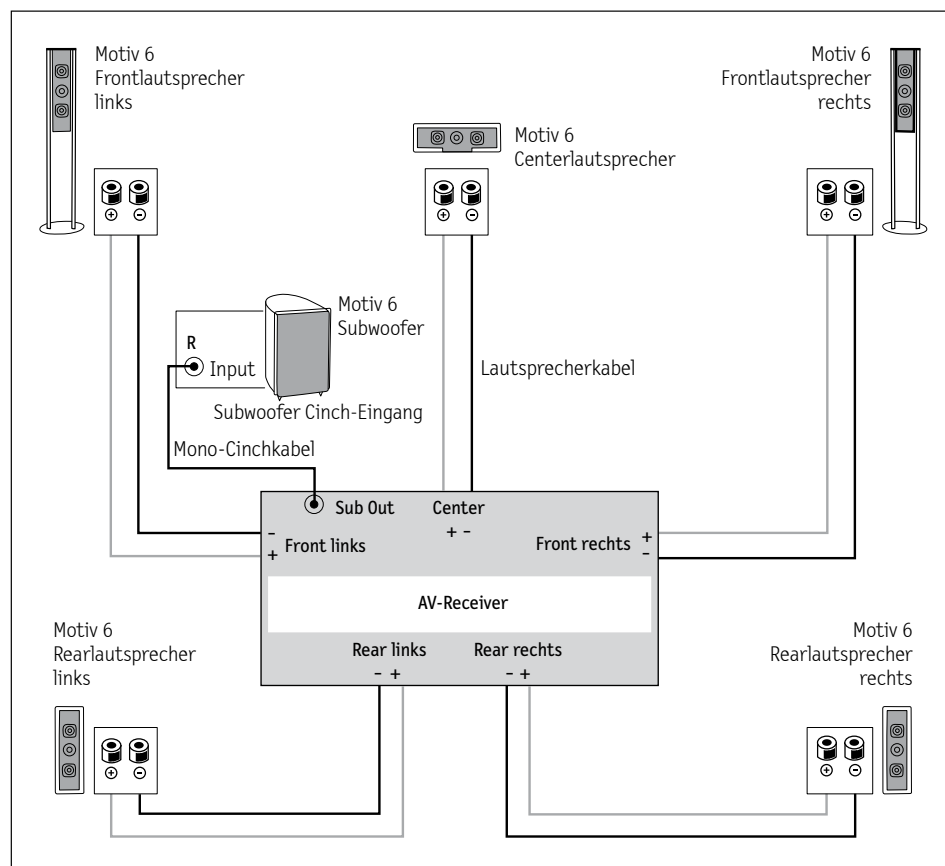 Motiv 6
Frontlautsprecher
links
Motiv 6
Frontlautsprecher
rechts
Motiv 6
Centerlautsprecher
+ -
+ -
+ -
Motiv 6
Subwoofer
R
Input
Lautsprecherkabel
Subwoofer Cinch-Eingang
Mono-Cinchkabel
Sub Out
Center
+ -
-
+
Front links
Front rechts
+
-
AV-Receiver
Motiv 6
Rearlautsprecher
links
Rear links
- +
Rear rechts
- +
Motiv 6
Rearlautsprecher
rechts
+ -
+ -